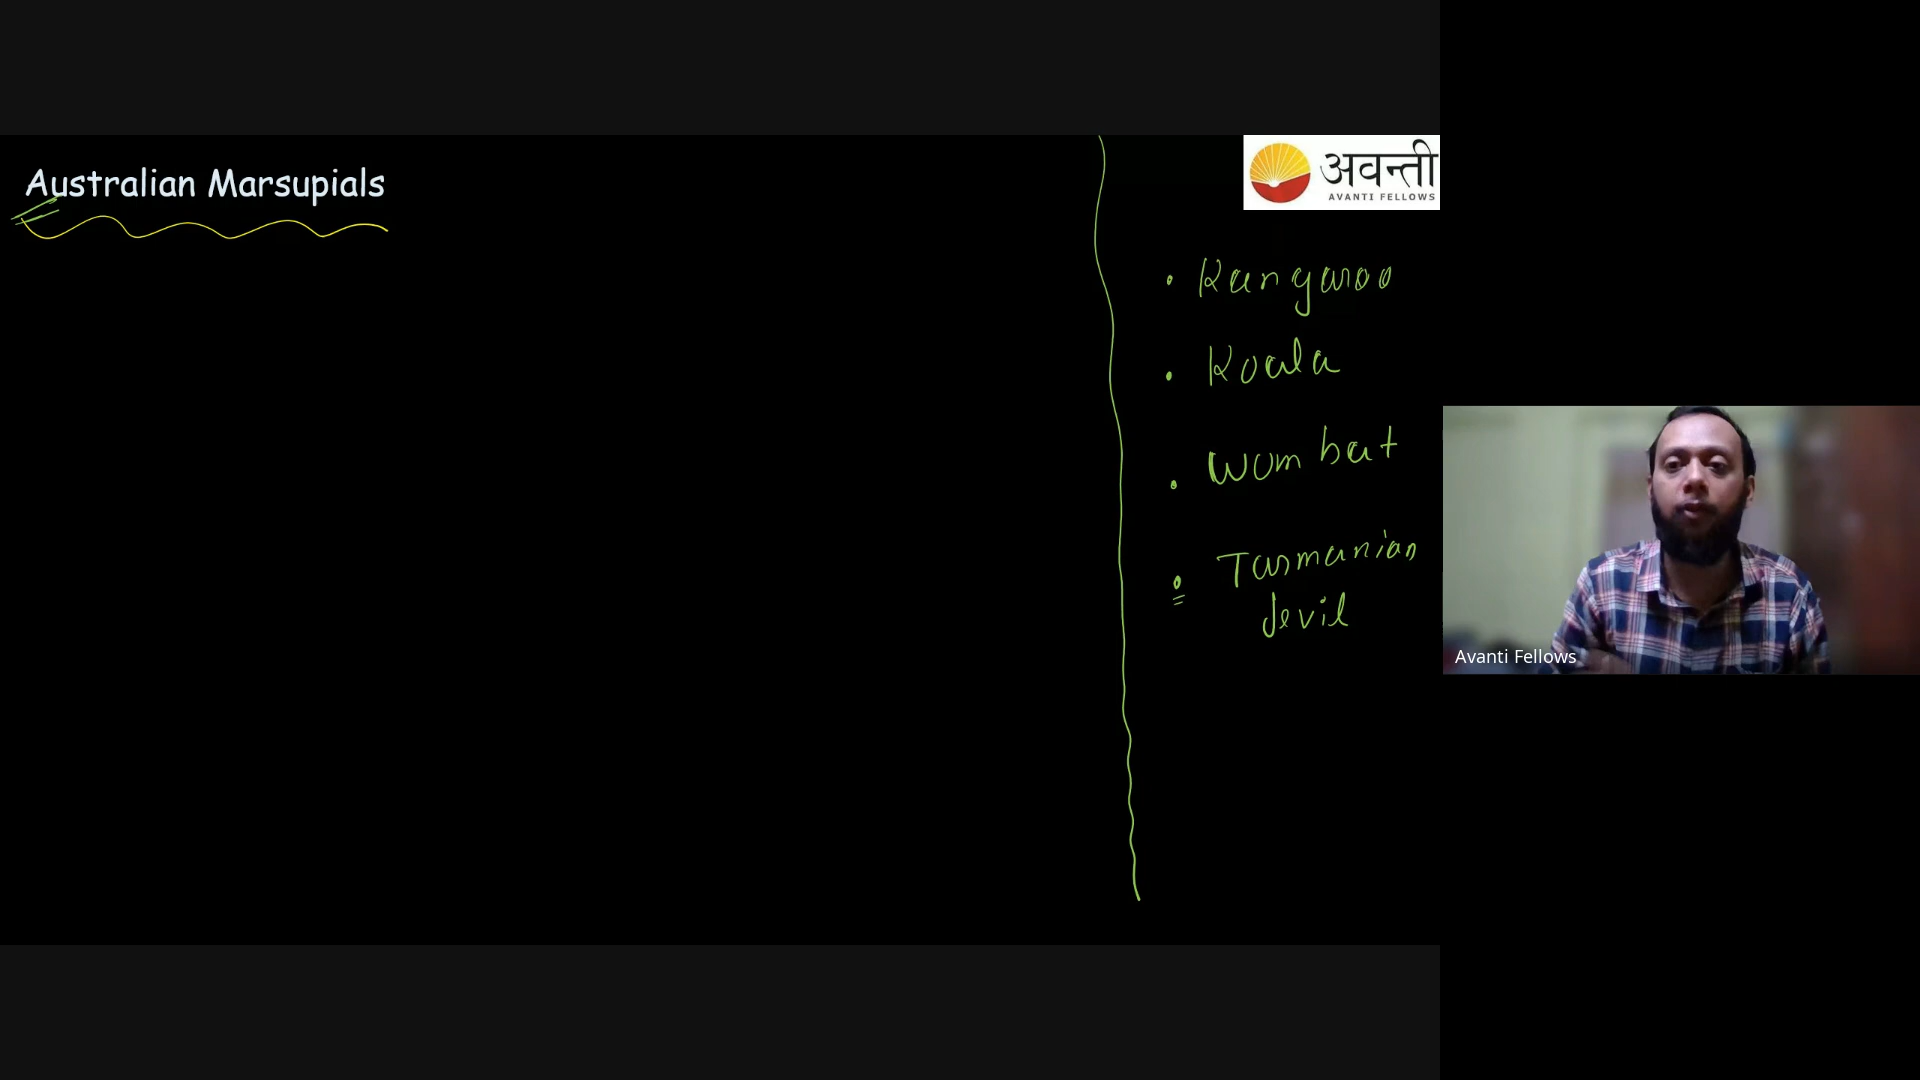 Australian Marsupials
अवन्ती
AVANTI FELLOWS
• Kangaroo
• Koala
• Wombat
• Tasmanian
devil
Avanti Fellows